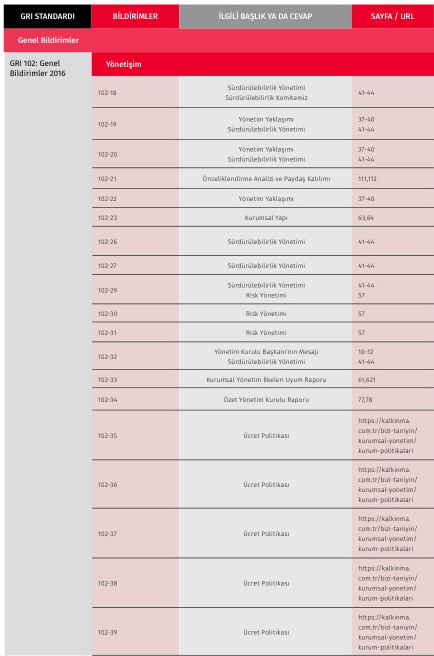 GRI STANDARDI BİLDİRİMLER İLGİLİ BAŞLIK YA DA CEVAP SAYFA / URL
Genel Bildirimler
GRI 102: Genel
Bildirimler 2016
Yönetişim
102-18 Sürdürülebilirlik Yönetimi 41-44
Sürdürülebilirlik Komitemiz
102-19 Yönetim Yaklaşımı 37-40
Sürdürülebilirlik Yönetimi 41-44
102-20 Yönetim Yaklaşımı 37-40
Sürdürülebilirlik Yönetimi 41-44
102-21 Önceliklendirme Analizi ve Paydaş Katılımı 111,112
102-22 Yönetim Yaklaşımı 37-40
102-23 Kurumsal Yapı 63,64
102-26 Sürdürülebilirlik Yönetimi 41-44
102-27 Sürdürülebilirlik Yönetimi 41-44
102-29 Sürdürülebilirlik Yönetimi 41-44
Risk Yönetimi 57
102-30 Risk Yönetimi 57
102-31 Risk Yönetimi 57
102-32 Yönetim Kurulu Başkanı'nın Mesajı 10-12
Sürdürülebilirlik Yönetimi 41-44
102-33 Kurumsal Yönetim İlkeleri Uyum Raporu 61,621
102-34 Özet Yönetim Kurulu Raporu 77,78
102-35 Ücret Politikası https://kalkinma.
com.tr/bizi-taniyin/
kurumsal-yonetim/
kurum-politikalari
102-36 Ücret Politikası https://kalkinma.
com.tr/bizi-taniyin/
kurumsal-yonetim/
kurum-politikalari
102-37 Ücret Politikası https://kalkinma.
com.tr/bizi-taniyin/
kurumsal-yonetim/
kurum-politikalari
102-38 Ücret Politikası https://kalkinma.
com.tr/bizi-taniyin/
kurumsal-yonetim/
kurum-politikalari
102-39 Ücret Politikası https://kalkinma.
com.tr/bizi-taniyin/
kurumsal-yonetim/
kurum-politikalari